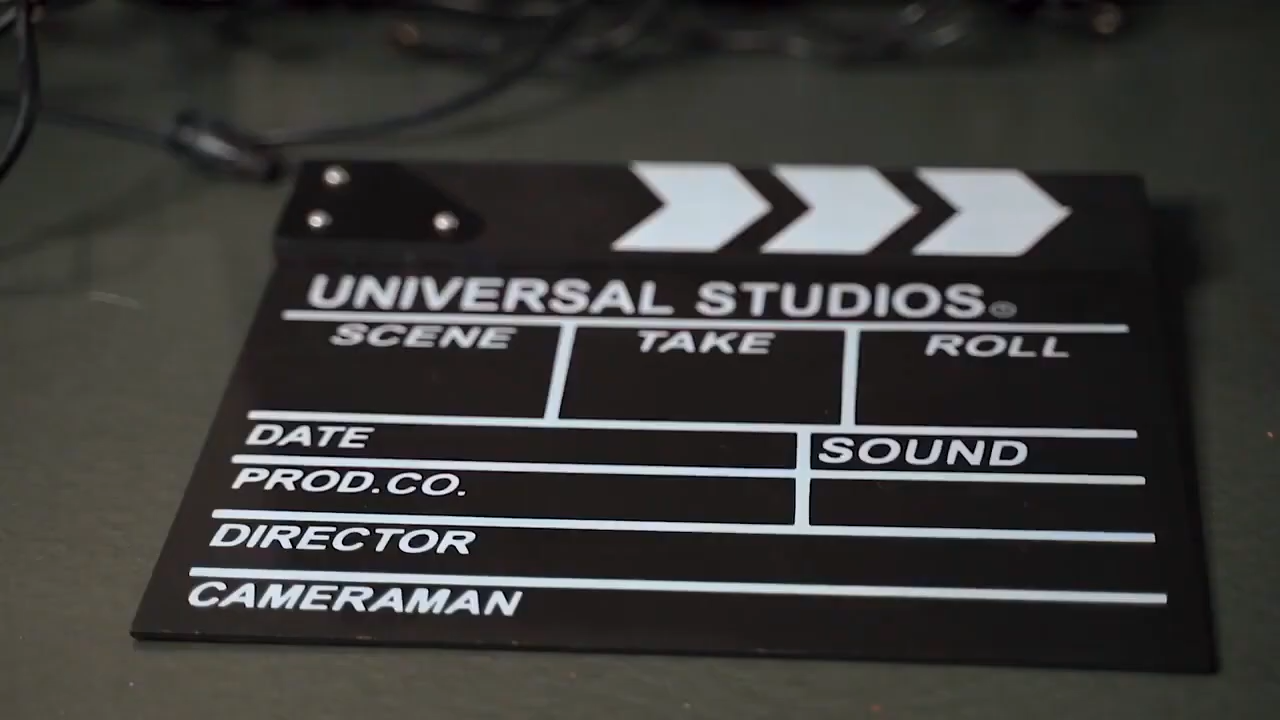 UNIVERSAL STUDIOS
SCENE TAKE ROLL
DATE SOUND
PROD.CO.
DIRECTOR
CAMERAMAN